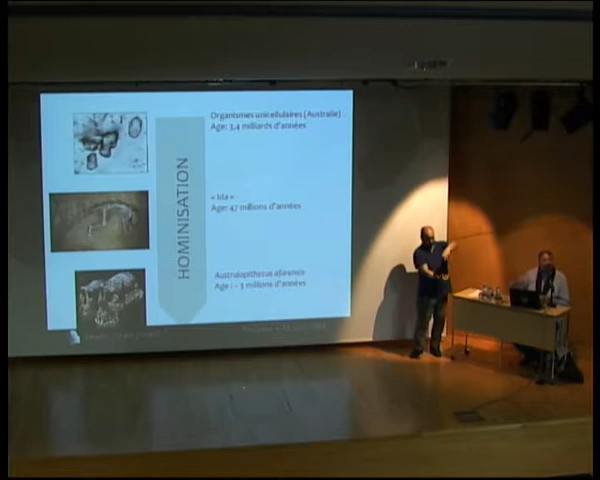 Organismes unicellulaires (Australie)
Age: 3,4 milliards d'années
HOMINISATION
« Ida »
Age: 47 millions d'années
Australopithecus afarensis
Age : ~ 3 millions d'années